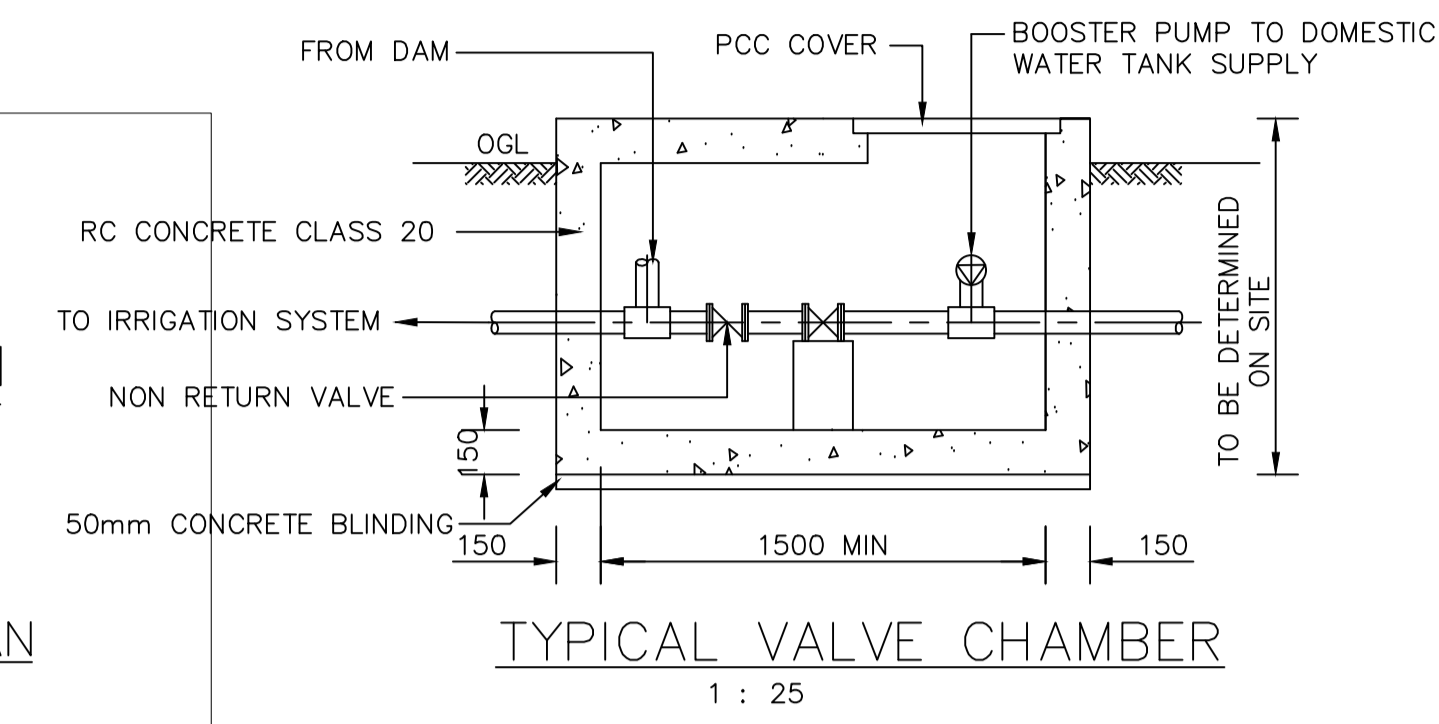 FROM DAM
PCC COVER
BOOSTER PUMP TO DOMESTIC
WATER TANK SUPPLY
OGL
RC CONCRETE CLASS 20
TO IRRIGATION SYSTEM
NON RETURN VALVE
150
50mm CONCRETE BLINDING
TO BE DETERMINED
ON SITE
150
1500 MIN
150
TYPICAL VALVE CHAMBER
1 : 25